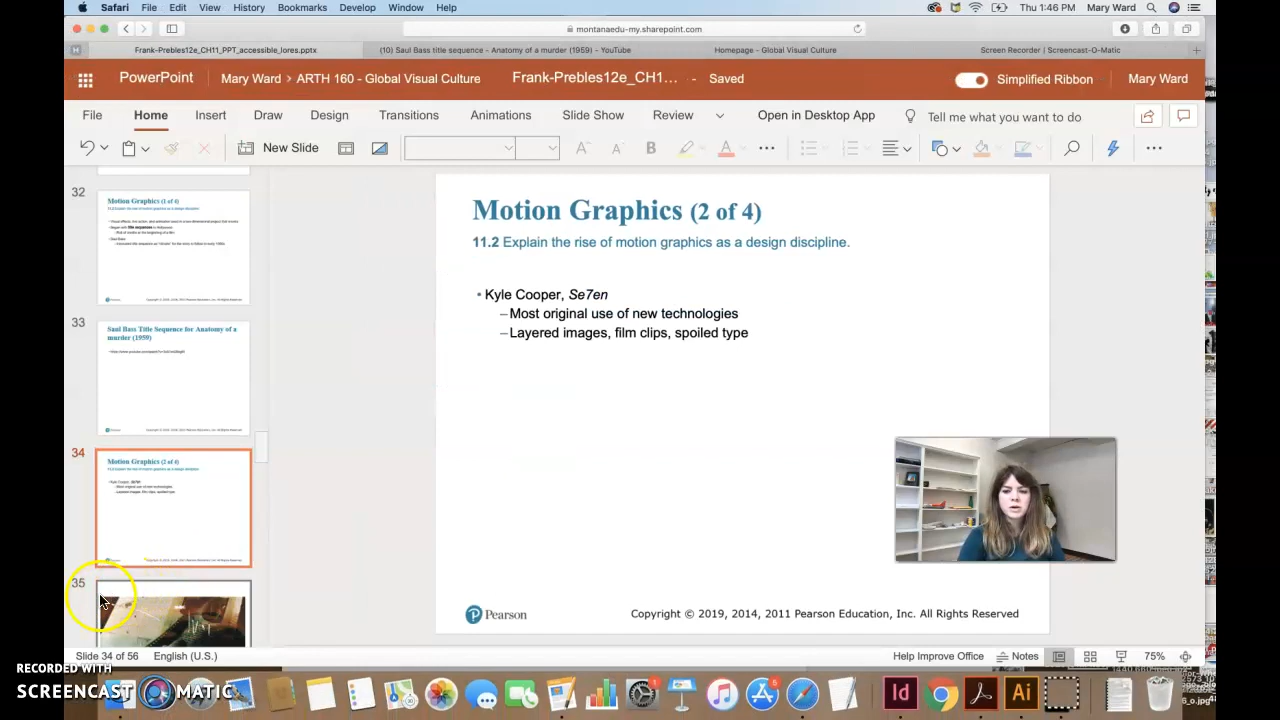 Safari File Edit View History Bookmarks Develop Window Help Thu 1:46 PM Mary Ward
montanaedu-my.sharepoint.com
Frank-Prebles12e_CH11_PPT_accessible_lores.pptx (10) Saul Bass title sequence - Anatomy of a murder (1959) - YouTube Homepage - Global Visual Culture Screen Recorder | Screencast-O-Matic
PowerPoint Mary Ward > ARTH 160 - Global Visual Culture Frank-Prebles12e_CH1... - Saved Simplified Ribbon Mary Ward
File Home Insert Draw Design Transitions Animations Slide Show Review Open in Desktop App Tell me what you want to do
New Slide A A B A
32
Motion Graphics (1 of 4)
33
Saul Bass Title Sequence for Anatomy of a
murder (1959)
34
Motion Graphics (2 of 4)
35
Motion Graphics (2 of 4)
11.2 Explain the rise of motion graphics as a design discipline.
• Kyle Cooper, Se7en
– Most original use of new technologies
– Layered images, film clips, spoiled type
Pearson Copyright © 2019, 2014, 2011 Pearson Education, Inc. All Rights Reserved
Slide 34 of 56 English (U.S.) Help Improve Office Notes 75%
RECORDED WITH
SCREENCAST MATIC
Id Ai